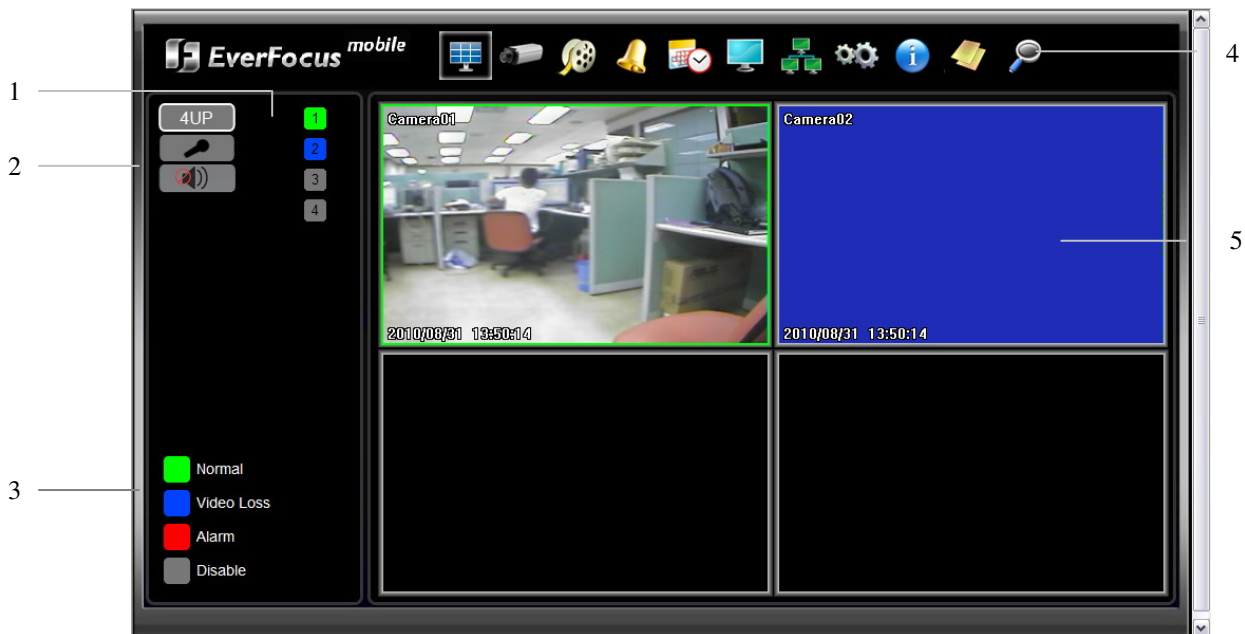 EverFocus mobile
4
1
4UP
1
2
2
3
4
Camera01
Camera02
5
2010/08/31 13:50:14
2010/08/31 13:50:14
3
Normal
Video Loss
Alarm
Disable